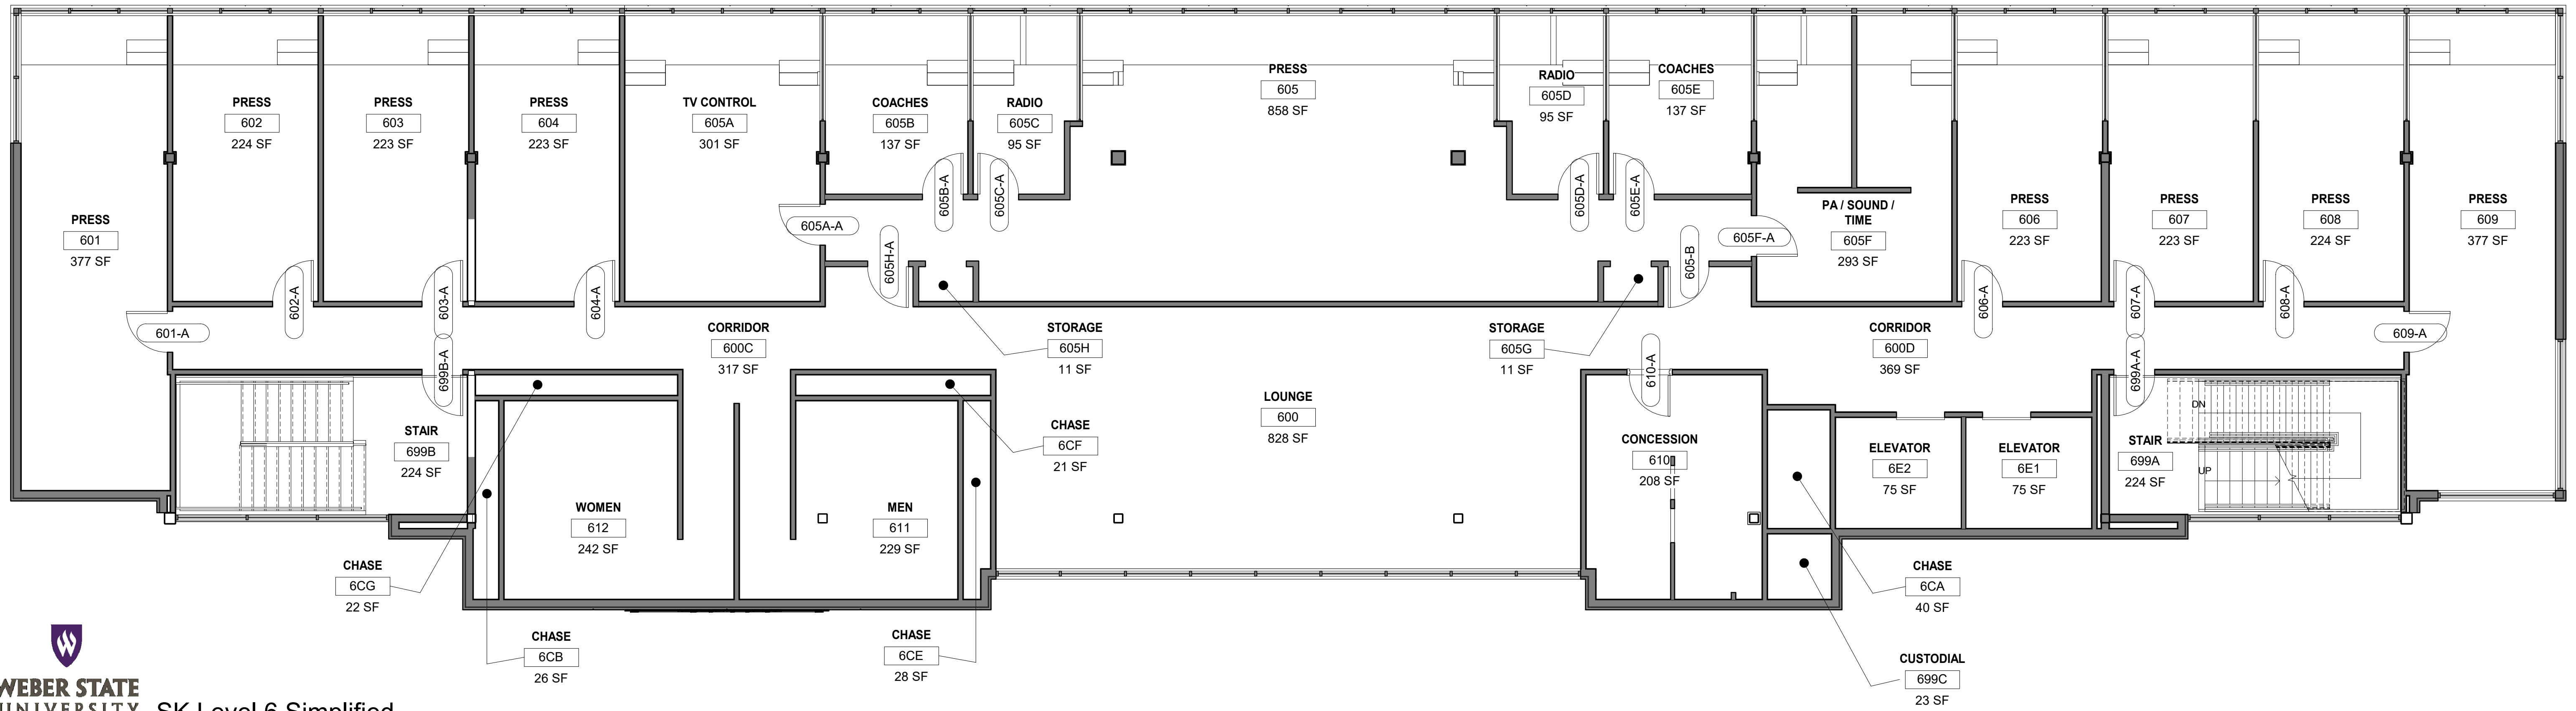 PRESS
601
377 SF
PRESS
602
224 SF
PRESS
603
223 SF
PRESS
604
223 SF
TV CONTROL
605A
301 SF
COACHES
605B
137 SF
RADIO
605C
95 SF
PRESS
605
858 SF
RADIO
605D
95 SF
COACHES
605E
137 SF
PA / SOUND /
TIME
605F
293 SF
PRESS
606
223 SF
PRESS
607
223 SF
PRESS
608
224 SF
PRESS
609
377 SF
601-A
602-A
603-A
604-A
605A-A
605H-A
605B-A
605C-A
605D-A
605E-A
605-B
605F-A
606-A
607-A
608-A
609-A
699B-A
610-A
699A-A
CORRIDOR
600C
317 SF
STORAGE
605H
11 SF
STORAGE
605G
11 SF
CORRIDOR
600D
369 SF
STAIR
699B
224 SF
WOMEN
612
242 SF
MEN
611
229 SF
CHASE
6CF
21 SF
LOUNGE
600
828 SF
CONCESSION
610
208 SF
ELEVATOR
6E2
75 SF
ELEVATOR
6E1
75 SF
STAIR
699A
224 SF
DN
UP
CHASE
6CG
22 SF
CHASE
6CB
26 SF
CHASE
6CE
28 SF
CHASE
6CA
40 SF
CUSTODIAL
699C
23 SF
WEBER STATE
UNIVERSITY
SK Level 6 Simplified